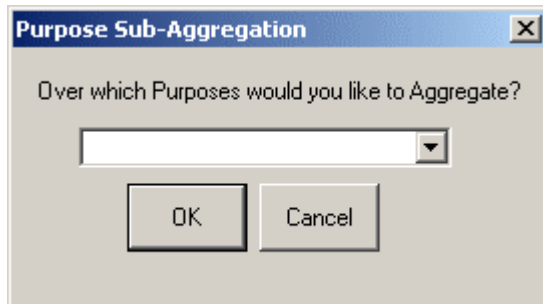 Purpose Sub-Aggregation
Over which Purposes would you like to Aggregate?
OK
Cancel